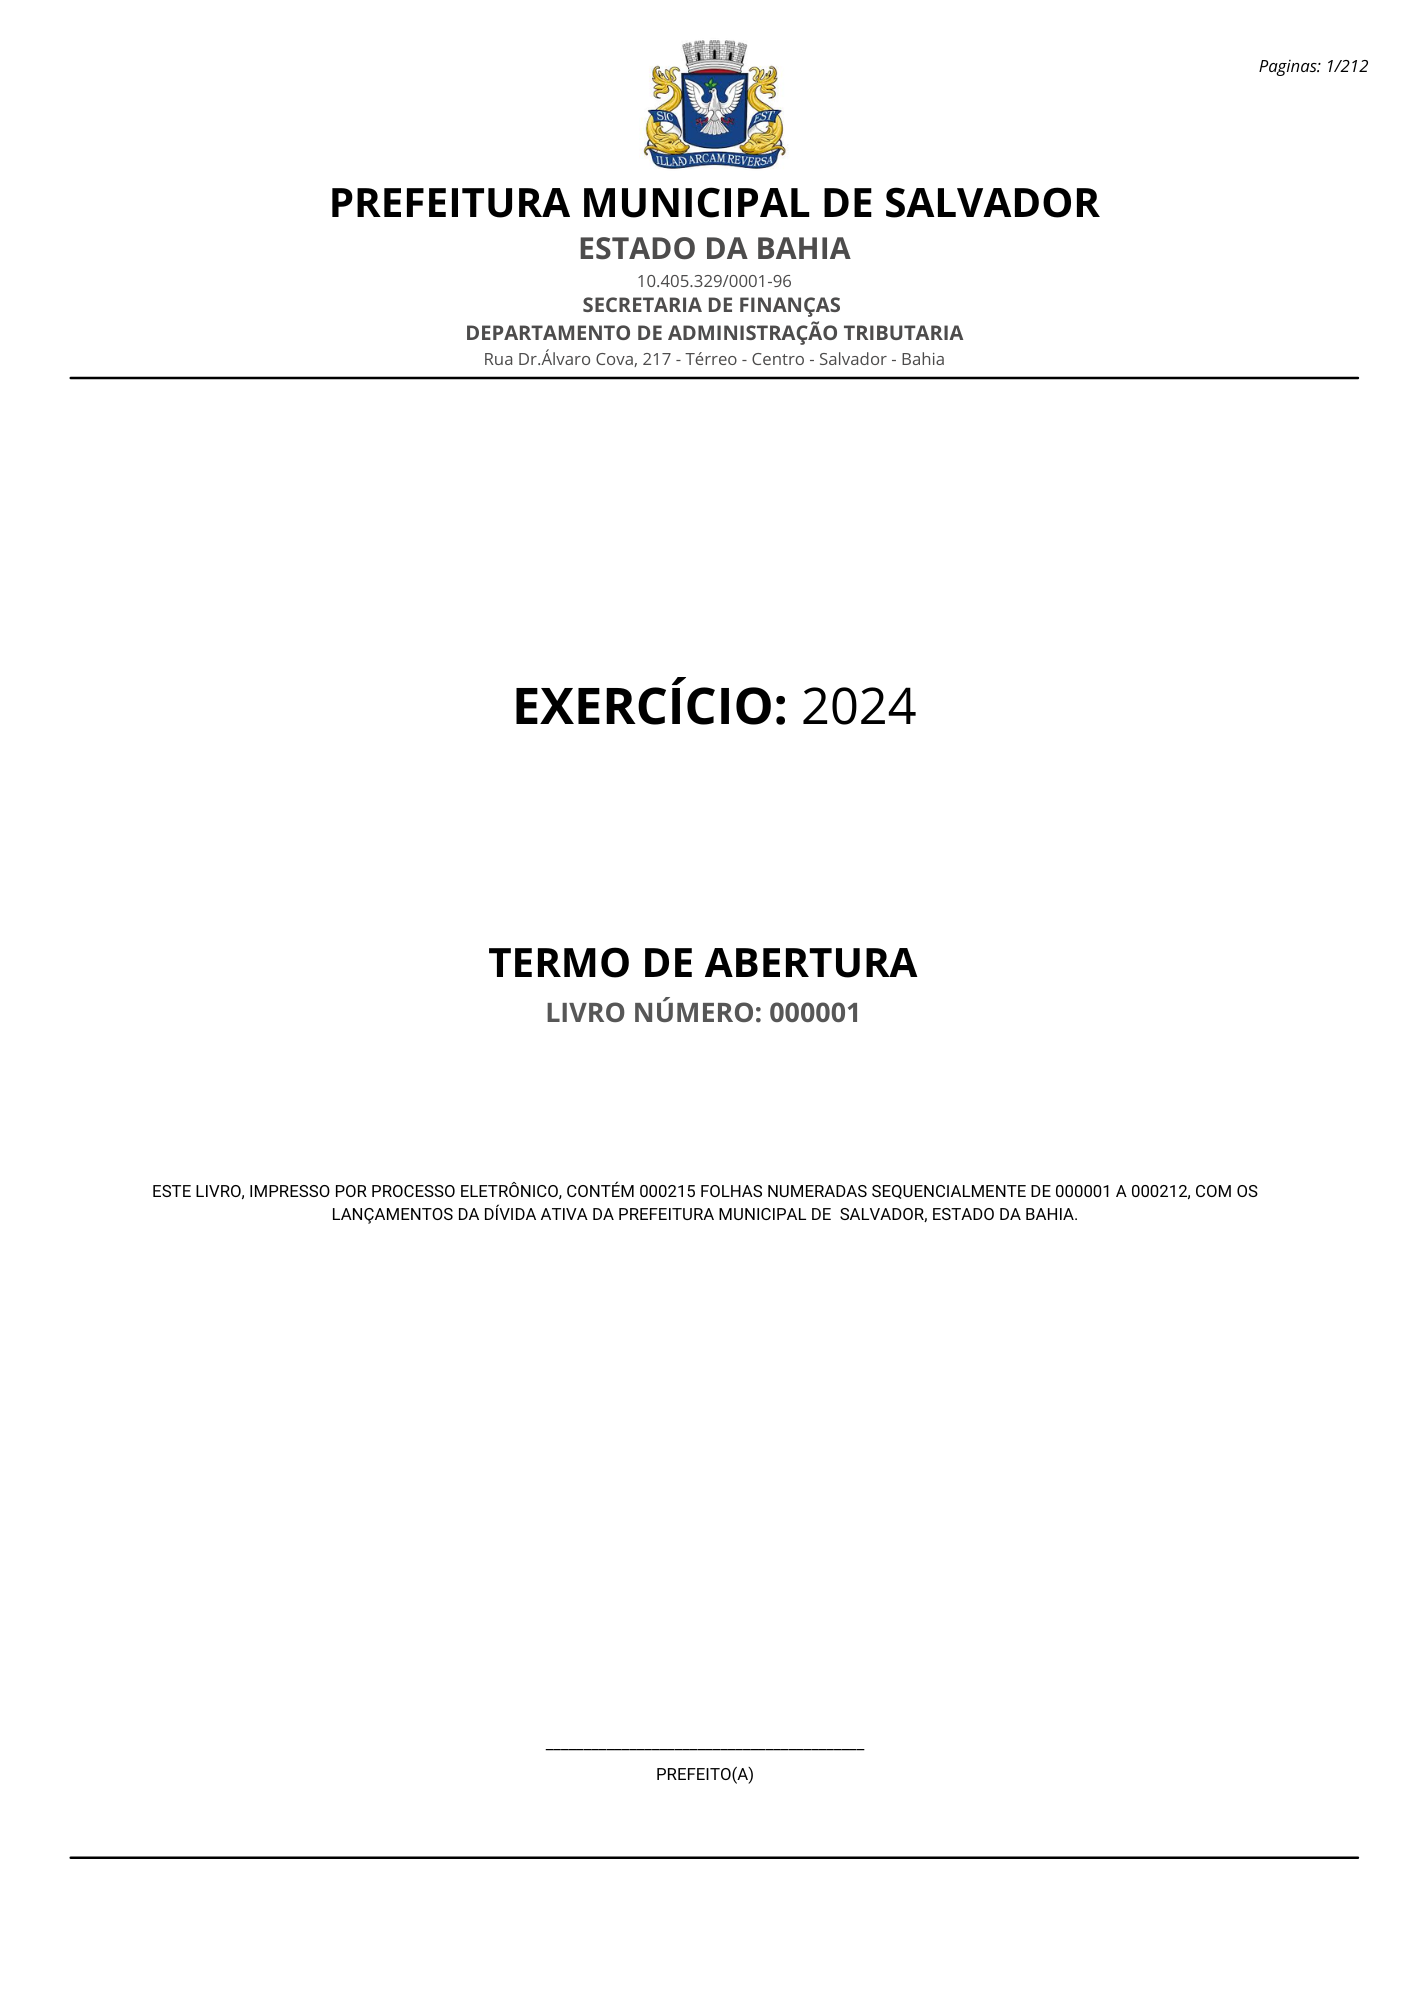 Paginas: 1/212
SIC EST
ILLA AD ARCAM REVERSA
PREFEITURA MUNICIPAL DE SALVADOR
ESTADO DA BAHIA
10.405.329/0001-96
SECRETARIA DE FINANÇAS
DEPARTAMENTO DE ADMINISTRAÇÃO TRIBUTARIA
Rua Dr.Álvaro Cova, 217 - Térreo - Centro - Salvador - Bahia
EXERCÍCIO: 2024
TERMO DE ABERTURA
LIVRO NÚMERO: 000001
ESTE LIVRO, IMPRESSO POR PROCESSO ELETRÔNICO, CONTÉM 000215 FOLHAS NUMERADAS SEQUENCIALMENTE DE 000001 A 000212, COM OS
LANÇAMENTOS DA DÍVIDA ATIVA DA PREFEITURA MUNICIPAL DE  SALVADOR, ESTADO DA BAHIA.
PREFEITO(A)